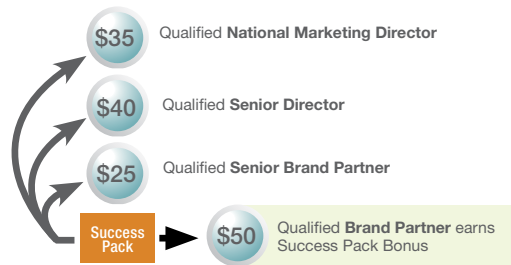 $35 Qualified National Marketing Director
$40 Qualified Senior Director
$25 Qualified Senior Brand Partner
Success
Pack
$50
Qualified Brand Partner earns
Success Pack Bonus